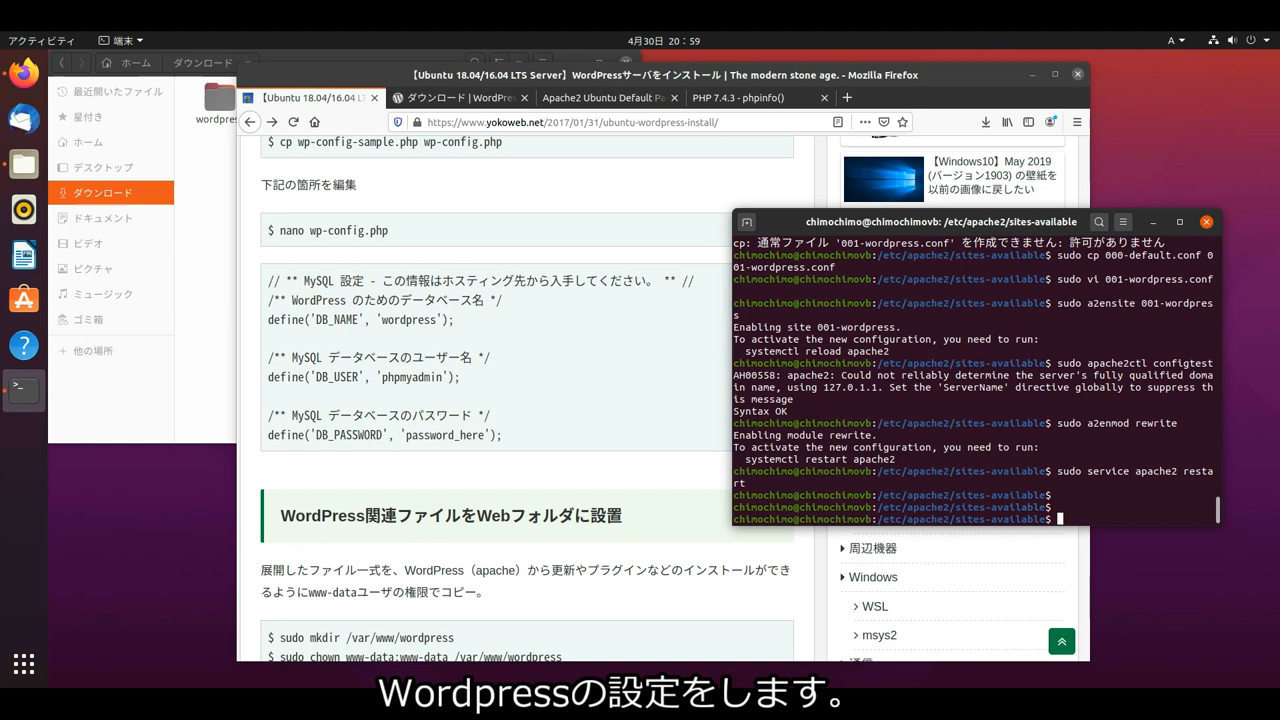 アクティビティ
端末
4月30日 20:59
A
ホーム
ダウンロード
最近開いたファイル
星付き
ホーム
デスクトップ
ダウンロード
ドキュメント
ビデオ
ピクチャ
ミュージック
ゴミ箱
+ 他の場所
wordpres
【Ubuntu 18.04/16.04 LTS Server】WordPressサーバをインストール | The modern stone age. - Mozilla Firefox
【Ubuntu 18.04/16.04 L
ダウンロード | WordPres
Apache2 Ubuntu Default Pa
PHP 7.4.3 - phpinfo()
https://www.yokoweb.net/2017/01/31/ubuntu-wordpress-install/
$ cp wp-config-sample.php wp-config.php
下記の箇所を編集
$ nano wp-config.php
// ** MySQL 設定 - この情報はホスティング先から入手してください。 ** //
/** WordPress のためのデータベース名 */
define('DB_NAME', 'wordpress');
/** MySQL データベースのユーザー名 */
define('DB_USER', 'phpmyadmin');
/** MySQL データベースのパスワード */
define('DB_PASSWORD', 'password_here');
WordPress関連ファイルをWebフォルダに設置
展開したファイル一式を、WordPress（apache）から更新やプラグインなどのインストールができ
るようにwww-dataユーザの権限でコピー。
$ sudo mkdir /var/www/wordpress
$ sudo chown www-data:www-data /var/www/wordpress
【Windows10】May 2019
(バージョン1903) の壁紙を
以前の画像に戻したい
chimochimo@chimochimovb: /etc/apache2/sites-available
cp: 通常ファイル '001-wordpress.conf' を作成できません: 許可がありません
chimochimo@chimochimovb:/etc/apache2/sites-available$ sudo cp 000-default.conf 0
01-wordpress.conf
chimochimo@chimochimovb:/etc/apache2/sites-available$ sudo vi 001-wordpress.conf
chimochimo@chimochimovb:/etc/apache2/sites-available$ sudo a2ensite 001-wordpres
s
Enabling site 001-wordpress.
To activate the new configuration, you need to run:
systemctl reload apache2
chimochimo@chimochimovb:/etc/apache2/sites-available$ sudo apache2ctl configtest
AH00558: apache2: Could not reliably determine the server's fully qualified doma
in name, using 127.0.1.1. Set the 'ServerName' directive globally to suppress th
is message
Syntax OK
chimochimo@chimochimovb:/etc/apache2/sites-available$ sudo a2enmod rewrite
Enabling module rewrite.
To activate the new configuration, you need to run:
systemctl restart apache2
chimochimo@chimochimovb:/etc/apache2/sites-available$ sudo service apache2 resta
rt
chimochimo@chimochimovb:/etc/apache2/sites-available$
chimochimo@chimochimovb:/etc/apache2/sites-available$
chimochimo@chimochimovb:/etc/apache2/sites-available$
周辺機器
Windows
WSL
msys2
Wordpressの設定をします。